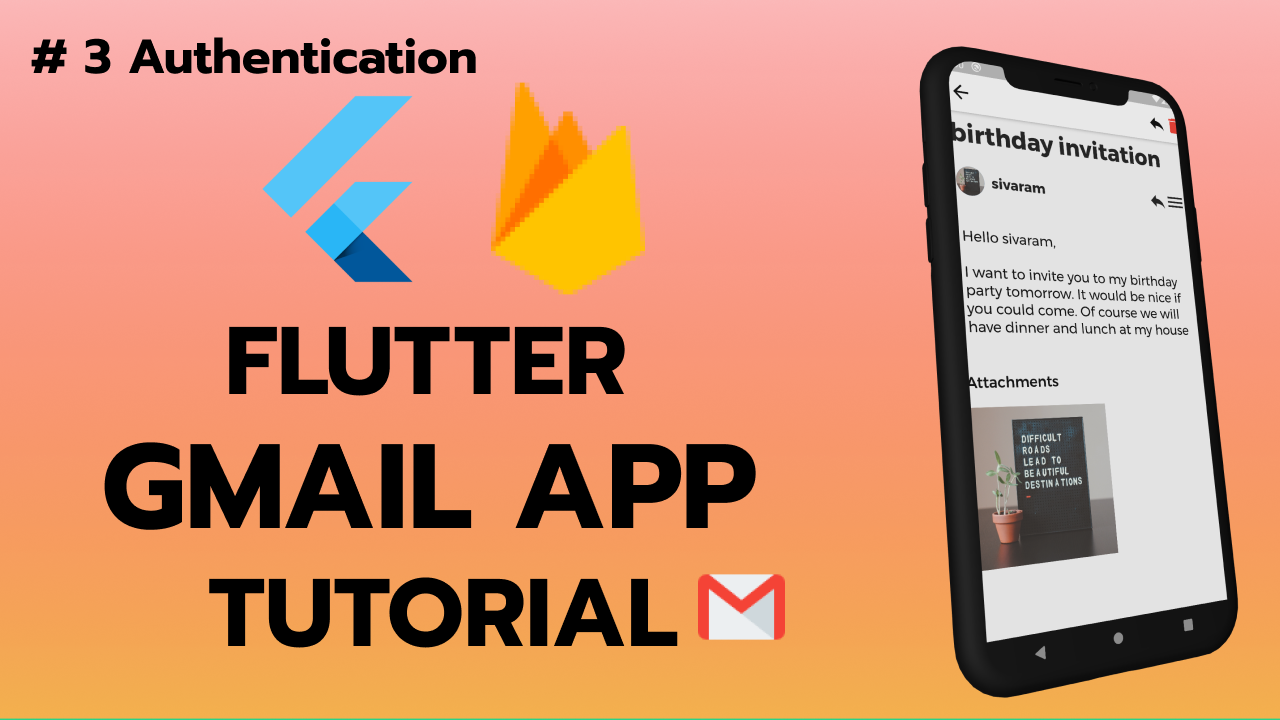 # 3 Authentication
FLUTTER
GMAIL APP
TUTORIAL
birthday invitation
sivaram
Hello sivaram,
I want to invite you to my birthday
party tomorrow. It would be nice if
you could come. Of course we will
have dinner and lunch at my house
Attachments
DIFFICULT
ROADS
LEAD TO
BEAUTIFUL
DESTINATIONS